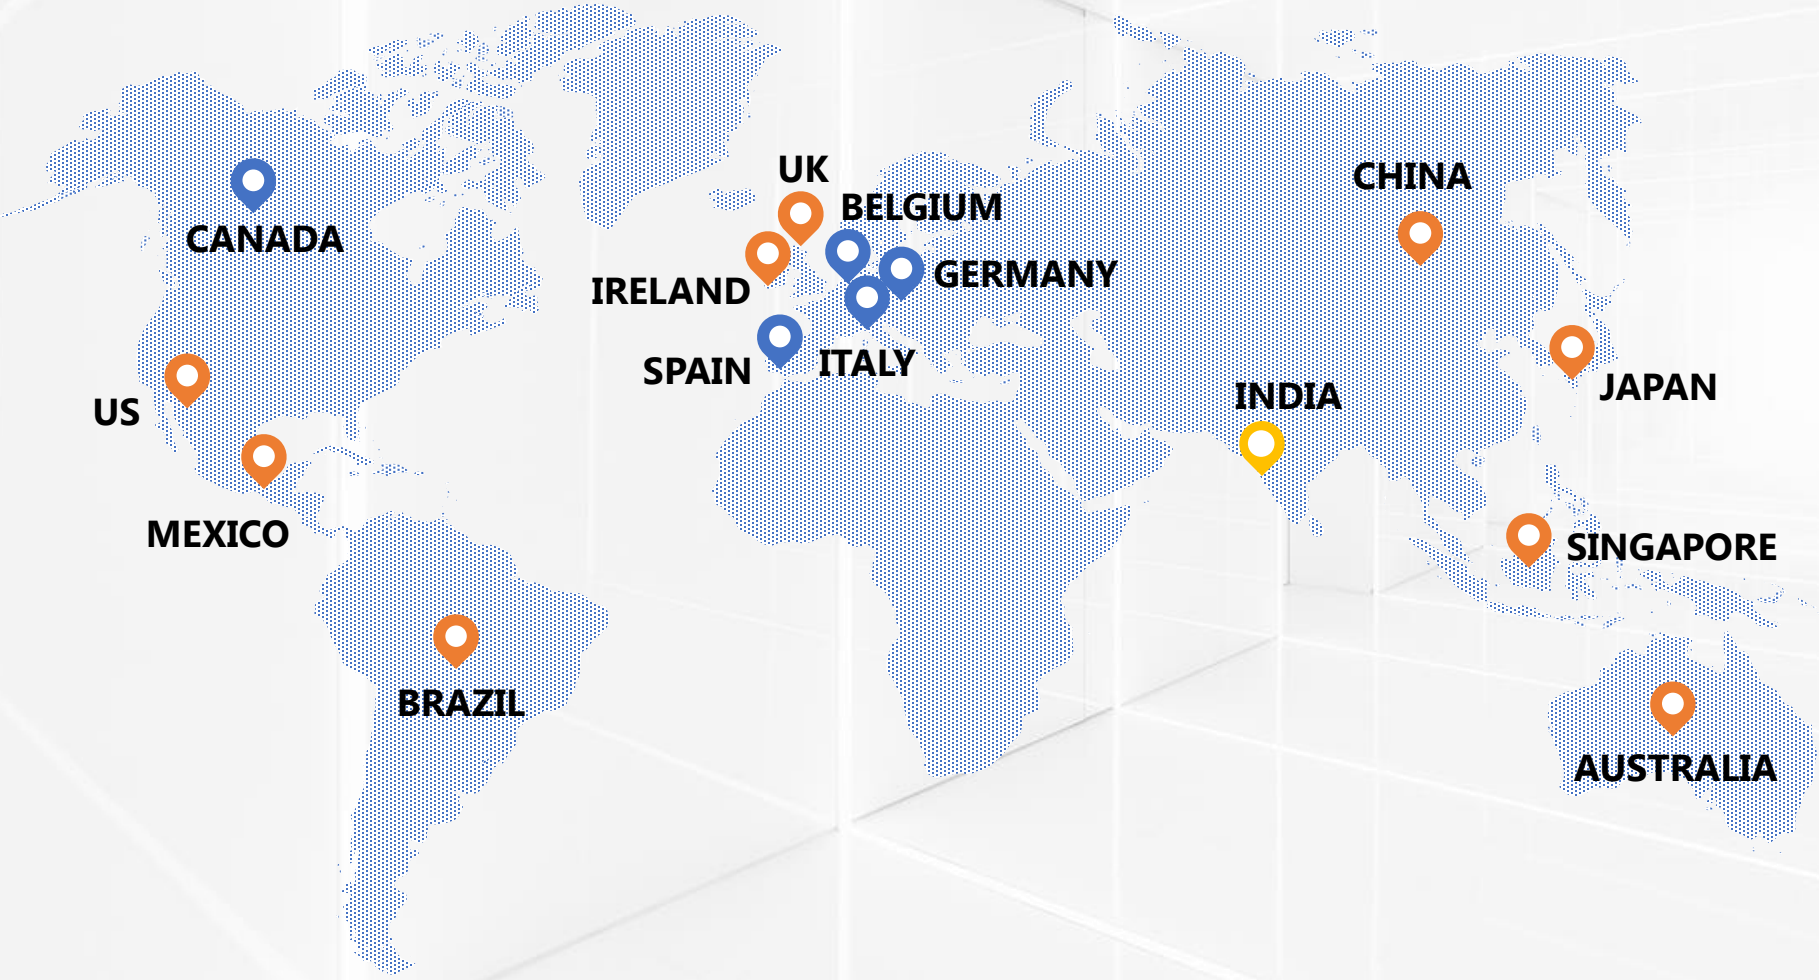 UK
CHINA
BELGIUM
CANADA
GERMANY
IRELAND
ITALY
SPAIN
JAPAN
INDIA
US
MEXICO
SINGAPORE
BRAZIL
AUSTRALIA